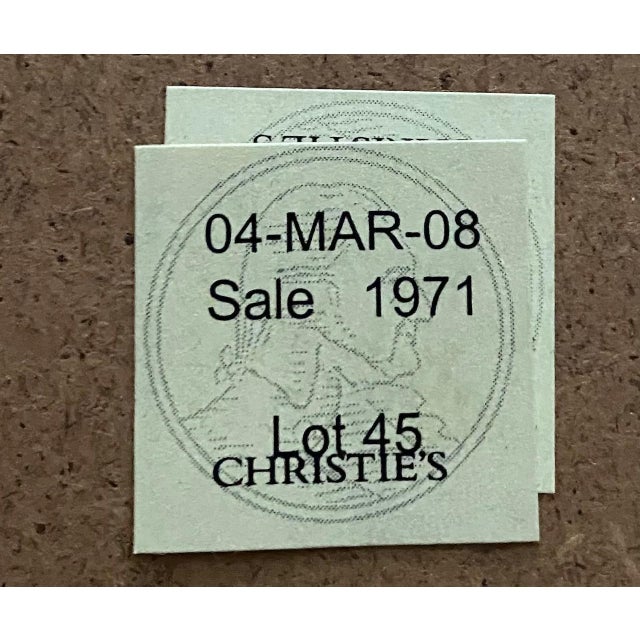 04-MAR-08
Sale 1971
Lot 45
CHRISTIE'S